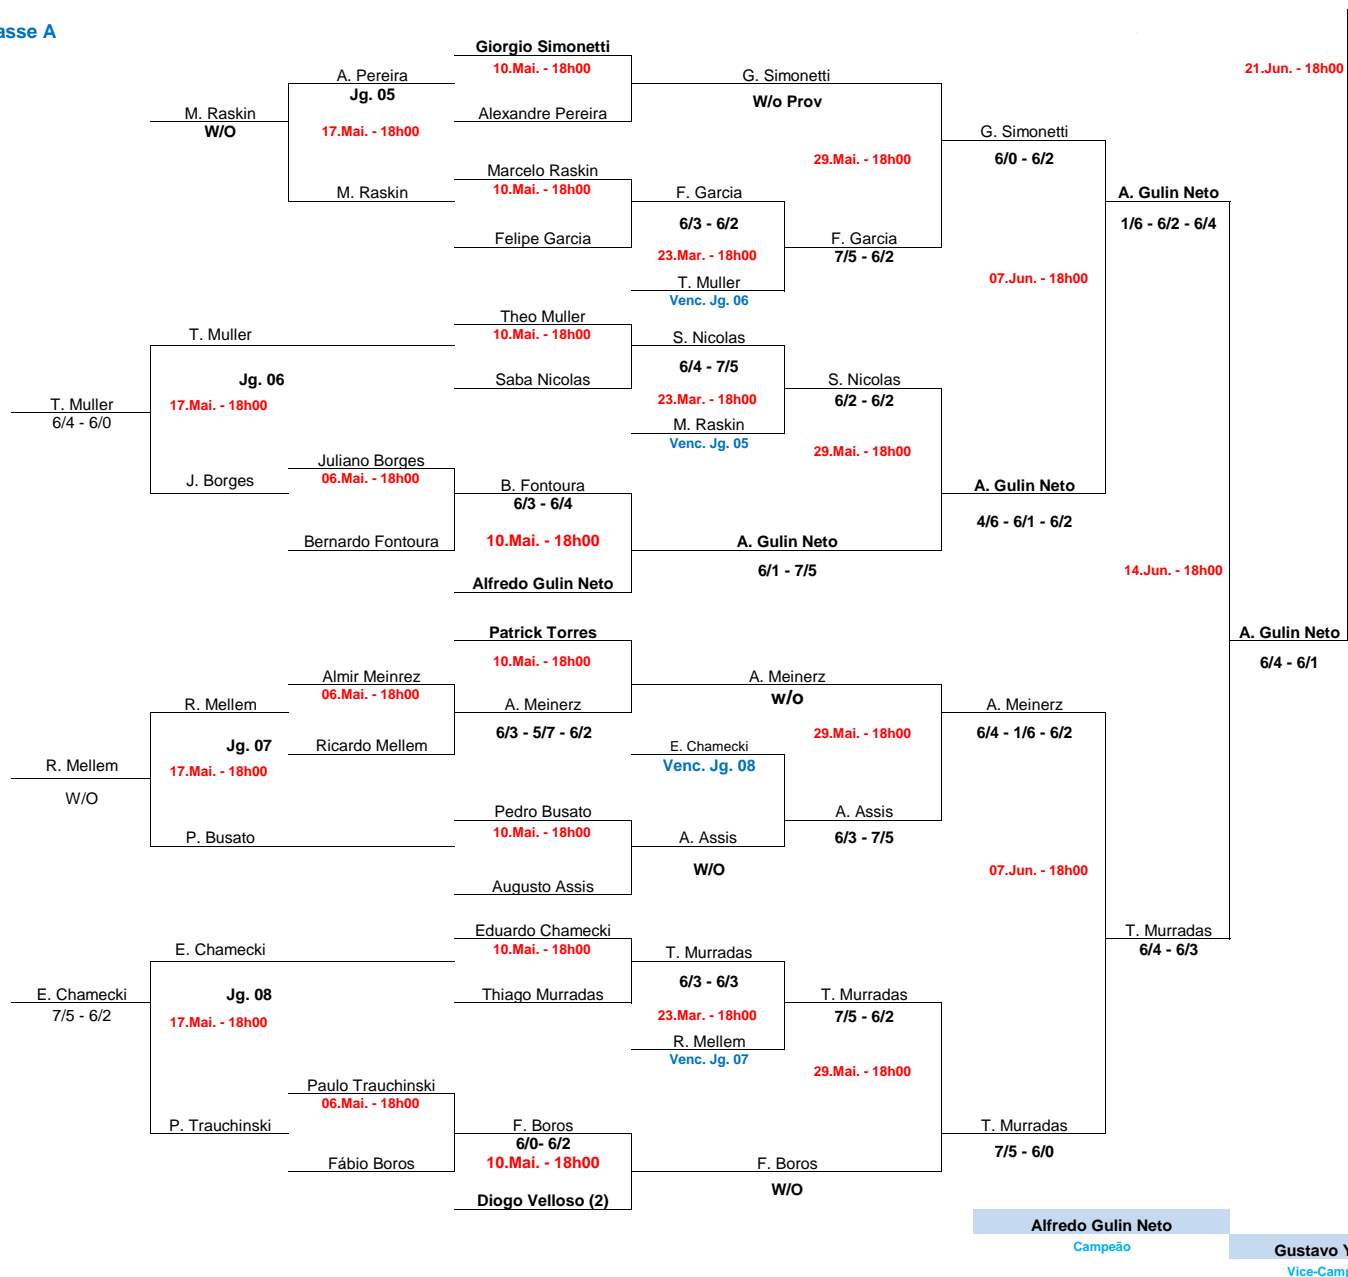 asse A
Giorgio Simonetti
10.Mai. - 18h00
21.Jun. - 18h00
A. Pereira
G. Simonetti
Jg. 05
W/o Prov
M. Raskin
Alexandre Pereira
W/O
17.Mai. - 18h00
G. Simonetti
29.Mai. - 18h00
6/0 - 6/2
Marcelo Raskin
10.Mai. - 18h00
M. Raskin
F. Garcia
A. Gulin Neto
6/3 - 6/2
1/6 - 6/2 - 6/4
Felipe Garcia
F. Garcia
23.Mar. - 18h00
7/5 - 6/2
T. Muller
07.Jun. - 18h00
Venc. Jg. 06
Theo Muller
T. Muller
10.Mai. - 18h00
S. Nicolas
6/4 - 7/5
Jg. 06
Saba Nicolas
S. Nicolas
T. Muller
17.Mai. - 18h00
23.Mar. - 18h00
6/2 - 6/2
6/4 - 6/0
M. Raskin
Venc. Jg. 05
29.Mai. - 18h00
Juliano Borges
J. Borges
06.Mai. - 18h00
B. Fontoura
A. Gulin Neto
6/3 - 6/4
4/6 - 6/1 - 6/2
Bernardo Fontoura
10.Mai. - 18h00
A. Gulin Neto
6/1 - 7/5
14.Jun. - 18h00
Alfredo Gulin Neto
Patrick Torres
A. Gulin Neto
10.Mai. - 18h00
6/4 - 6/1
Almir Meinrez
A. Meinerz
06.Mai. - 18h00
w/o
R. Mellem
A. Meinerz
A. Meinerz
6/3 - 5/7 - 6/2
29.Mai. - 18h00
6/4 - 1/6 - 6/2
Jg. 07
Ricardo Mellem
E. Chamecki
R. Mellem
17.Mai. - 18h00
Venc. Jg. 08
W/O
Pedro Busato
A. Assis
P. Busato
10.Mai. - 18h00
A. Assis
6/3 - 7/5
W/O
07.Jun. - 18h00
Augusto Assis
Eduardo Chamecki
T. Murradas
E. Chamecki
10.Mai. - 18h00
T. Murradas
6/4 - 6/3
6/3 - 6/3
E. Chamecki
Jg. 08
Thiago Murradas
T. Murradas
7/5 - 6/2
17.Mai. - 18h00
23.Mar. - 18h00
7/5 - 6/2
R. Mellem
Venc. Jg. 07
29.Mai. - 18h00
Paulo Trauchinski
06.Mai. - 18h00
P. Trauchinski
F. Boros
T. Murradas
6/0- 6/2
7/5 - 6/0
Fábio Boros
10.Mai. - 18h00
F. Boros
W/O
Diogo Velloso (2)
Alfredo Gulin Neto
Campeão
Gustavo Y
Vice-Camp